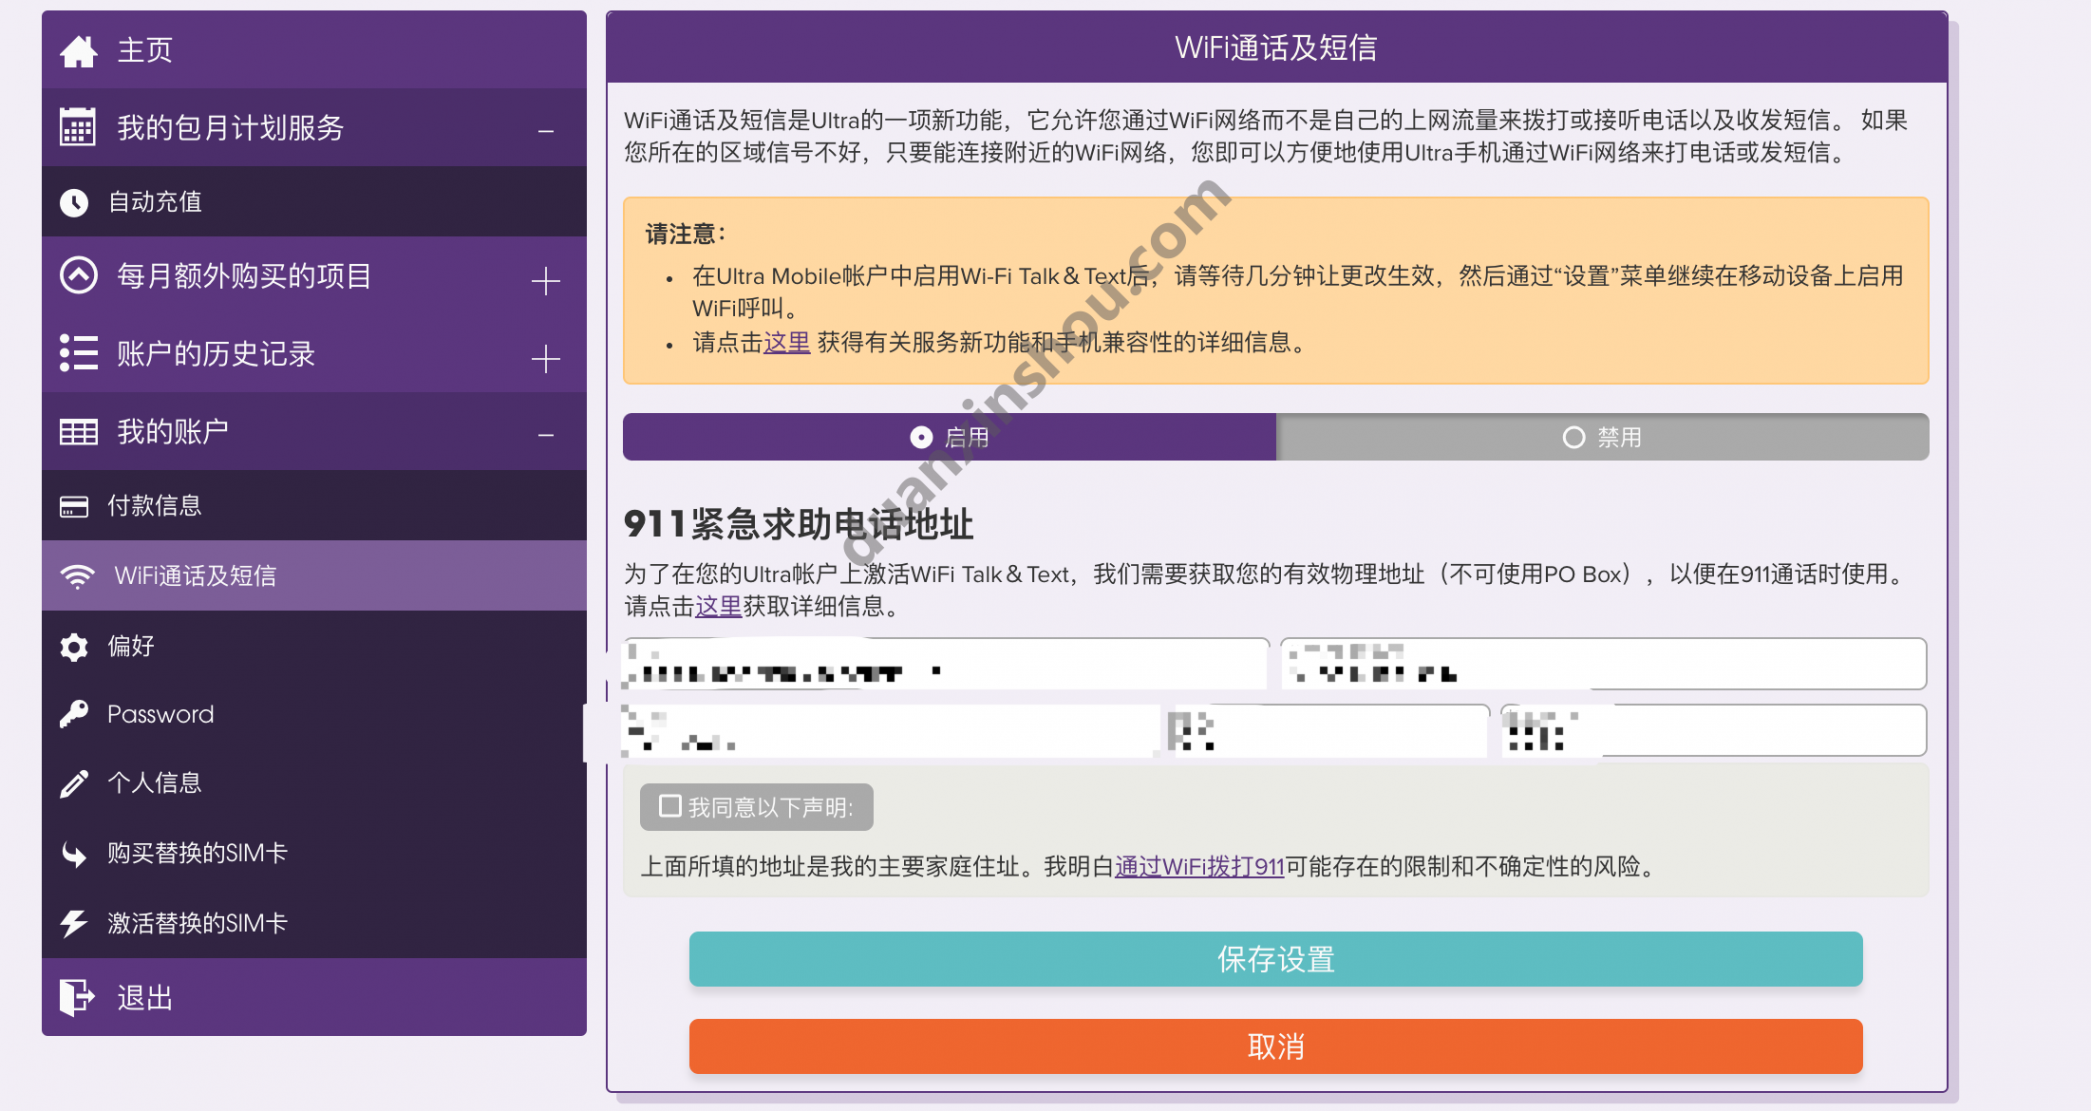 主页
我的包月计划服务
自动充值
每月额外购买的项目
账户的历史记录
我的账户
付款信息
WiFi通话及短信
偏好
Password
个人信息
购买替换的SIM卡
激活替换的SIM卡
退出
WiFi通话及短信
WiFi通话及短信是Ultra的一项新功能，它允许您通过WiFi网络而不是自己的上网流量来拨打或接听电话以及收发短信。 如果
您所在的区域信号不好，只要能连接附近的WiFi网络，您即可以方便地使用Ultra手机通过WiFi网络来打电话或发短信。
请注意：
• 在Ultra Mobile帐户中启用Wi-Fi Talk＆Text后，请等待几分钟让更改生效，然后通过“设置”菜单继续在移动设备上启用
WiFi呼叫。
• 请点击这里 获得有关服务新功能和手机兼容性的详细信息。
启用
禁用
911紧急求助电话地址
为了在您的Ultra帐户上激活WiFi Talk＆Text，我们需要获取您的有效物理地址（不可使用PO Box），以便在911通话时使用。
请点击这里获取详细信息。
我同意以下声明:
上面所填的地址是我的主要家庭住址。我明白通过WiFi拨打911可能存在的限制和不确定性的风险。
保存设置
取消
quanxinshou.com